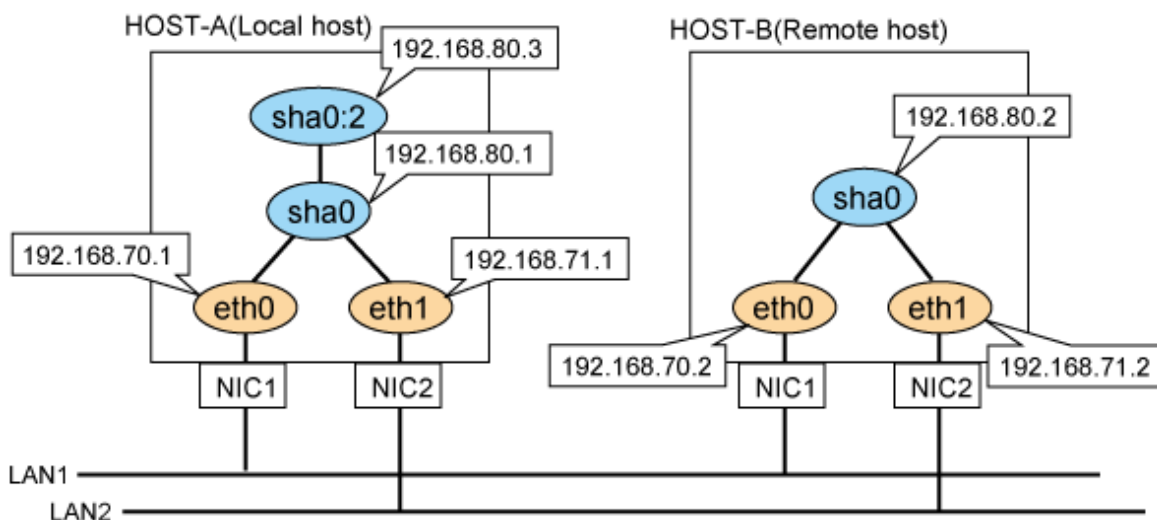 HOST-A(Local host)
HOST-B(Remote host)
192.168.80.3
sha0:2
192.168.80.1
192.168.80.2
sha0
sha0
192.168.70.1
192.168.71.1
eth0
eth1
eth0
eth1
192.168.70.2
192.168.71.2
NIC1
NIC2
NIC1
NIC2
LAN1
LAN2